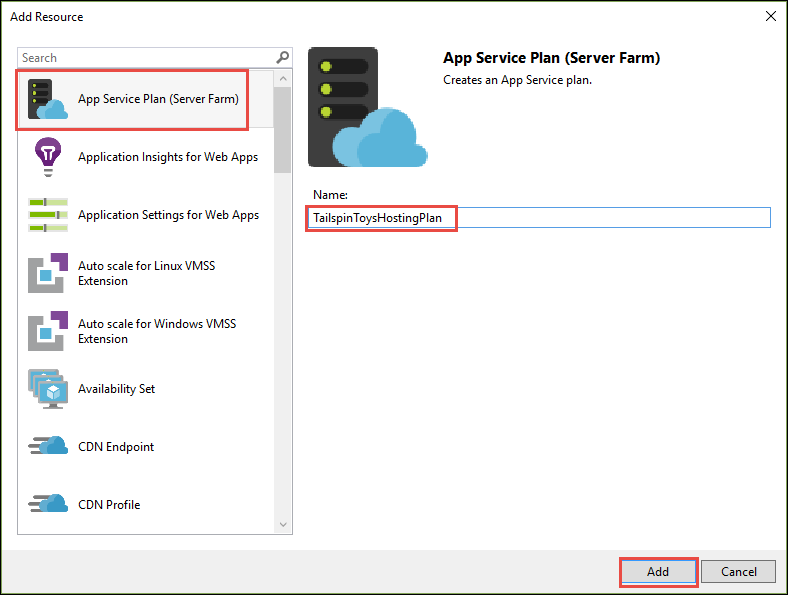 Add Resource
Search
App Service Plan (Server Farm)
Application Insights for Web Apps
Application Settings for Web Apps
Auto scale for Linux VMSS
Extension
Auto scale for Windows VMSS
Extension
Availability Set
CDN Endpoint
CDN Profile
App Service Plan (Server Farm)
Creates an App Service plan.
Name:
TailspinToysHostingPlan
Add
Cancel